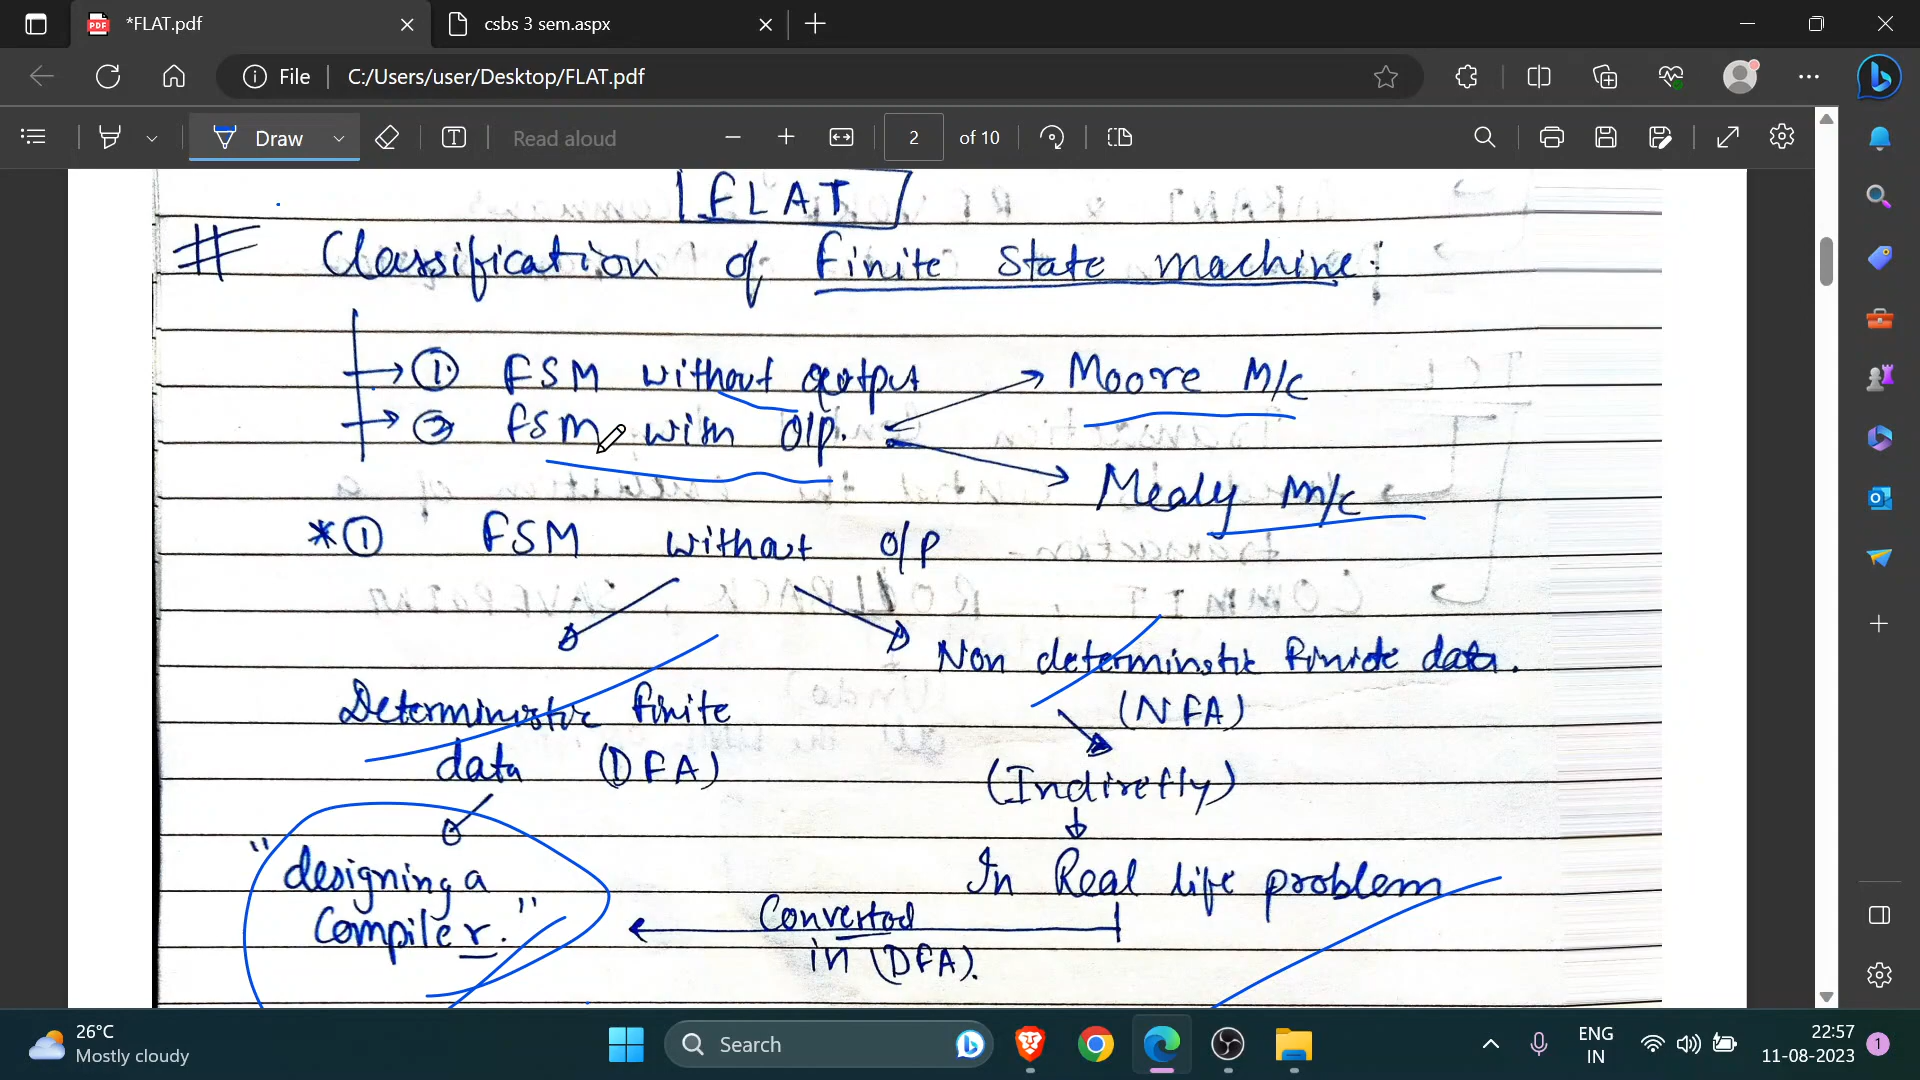 *FLAT.pdf
csbs 3 sem.aspx
File
C:/Users/user/Desktop/FLAT.pdf
Draw
Read aloud
2
of 10
FLAT
# Classification of Finite State machine:
→ ① FSM without output → Moore M/C
→ ② FSM with O/P. → Mealy M/C
* ① FSM without O/P
Non deterministic Finite data.
(NFA)
Deterministic finite
data (DFA)
(Indirectly)
"designing a
Compiler."
In Real life problem
Converted
in (DFA).
26°C
Mostly cloudy
Search
ENG
IN
22:57
11-08-2023
1